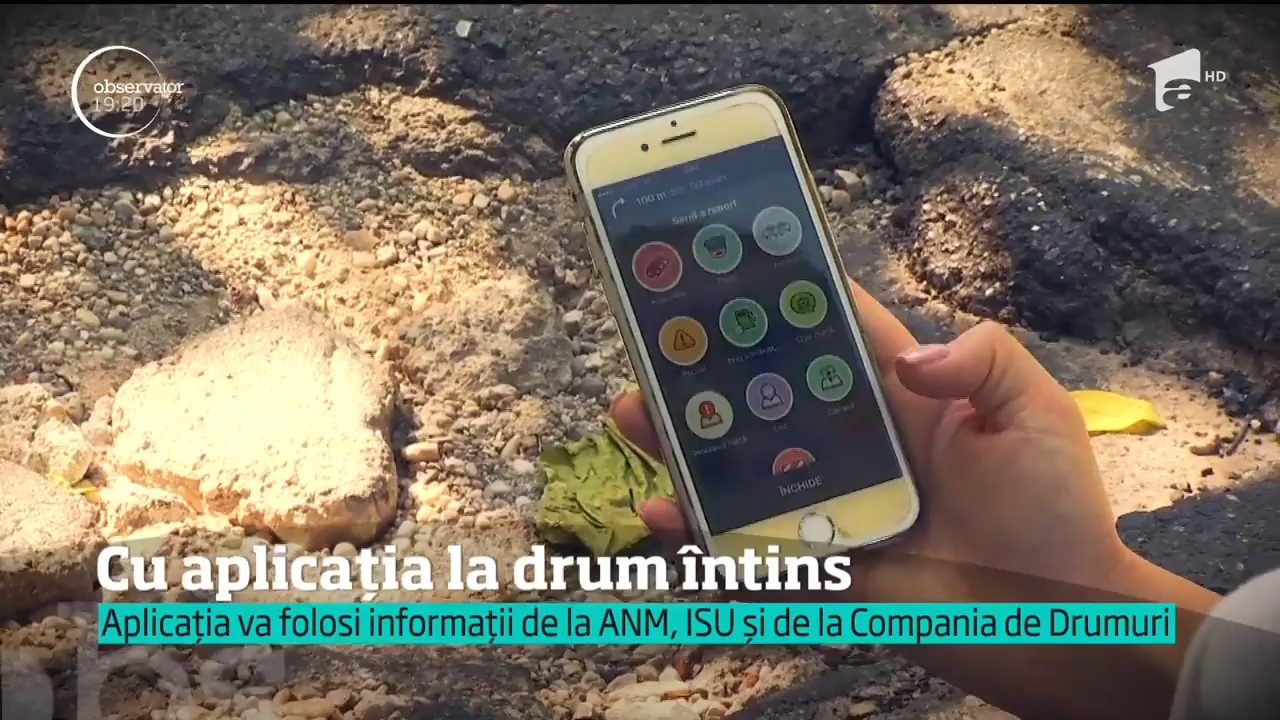 observator
19:20
HD
100 m
Send a report
ÎNCHIDE
Cu aplicația la drum întins
Aplicația va folosi informații de la ANM, ISU și de la Compania de Drumuri